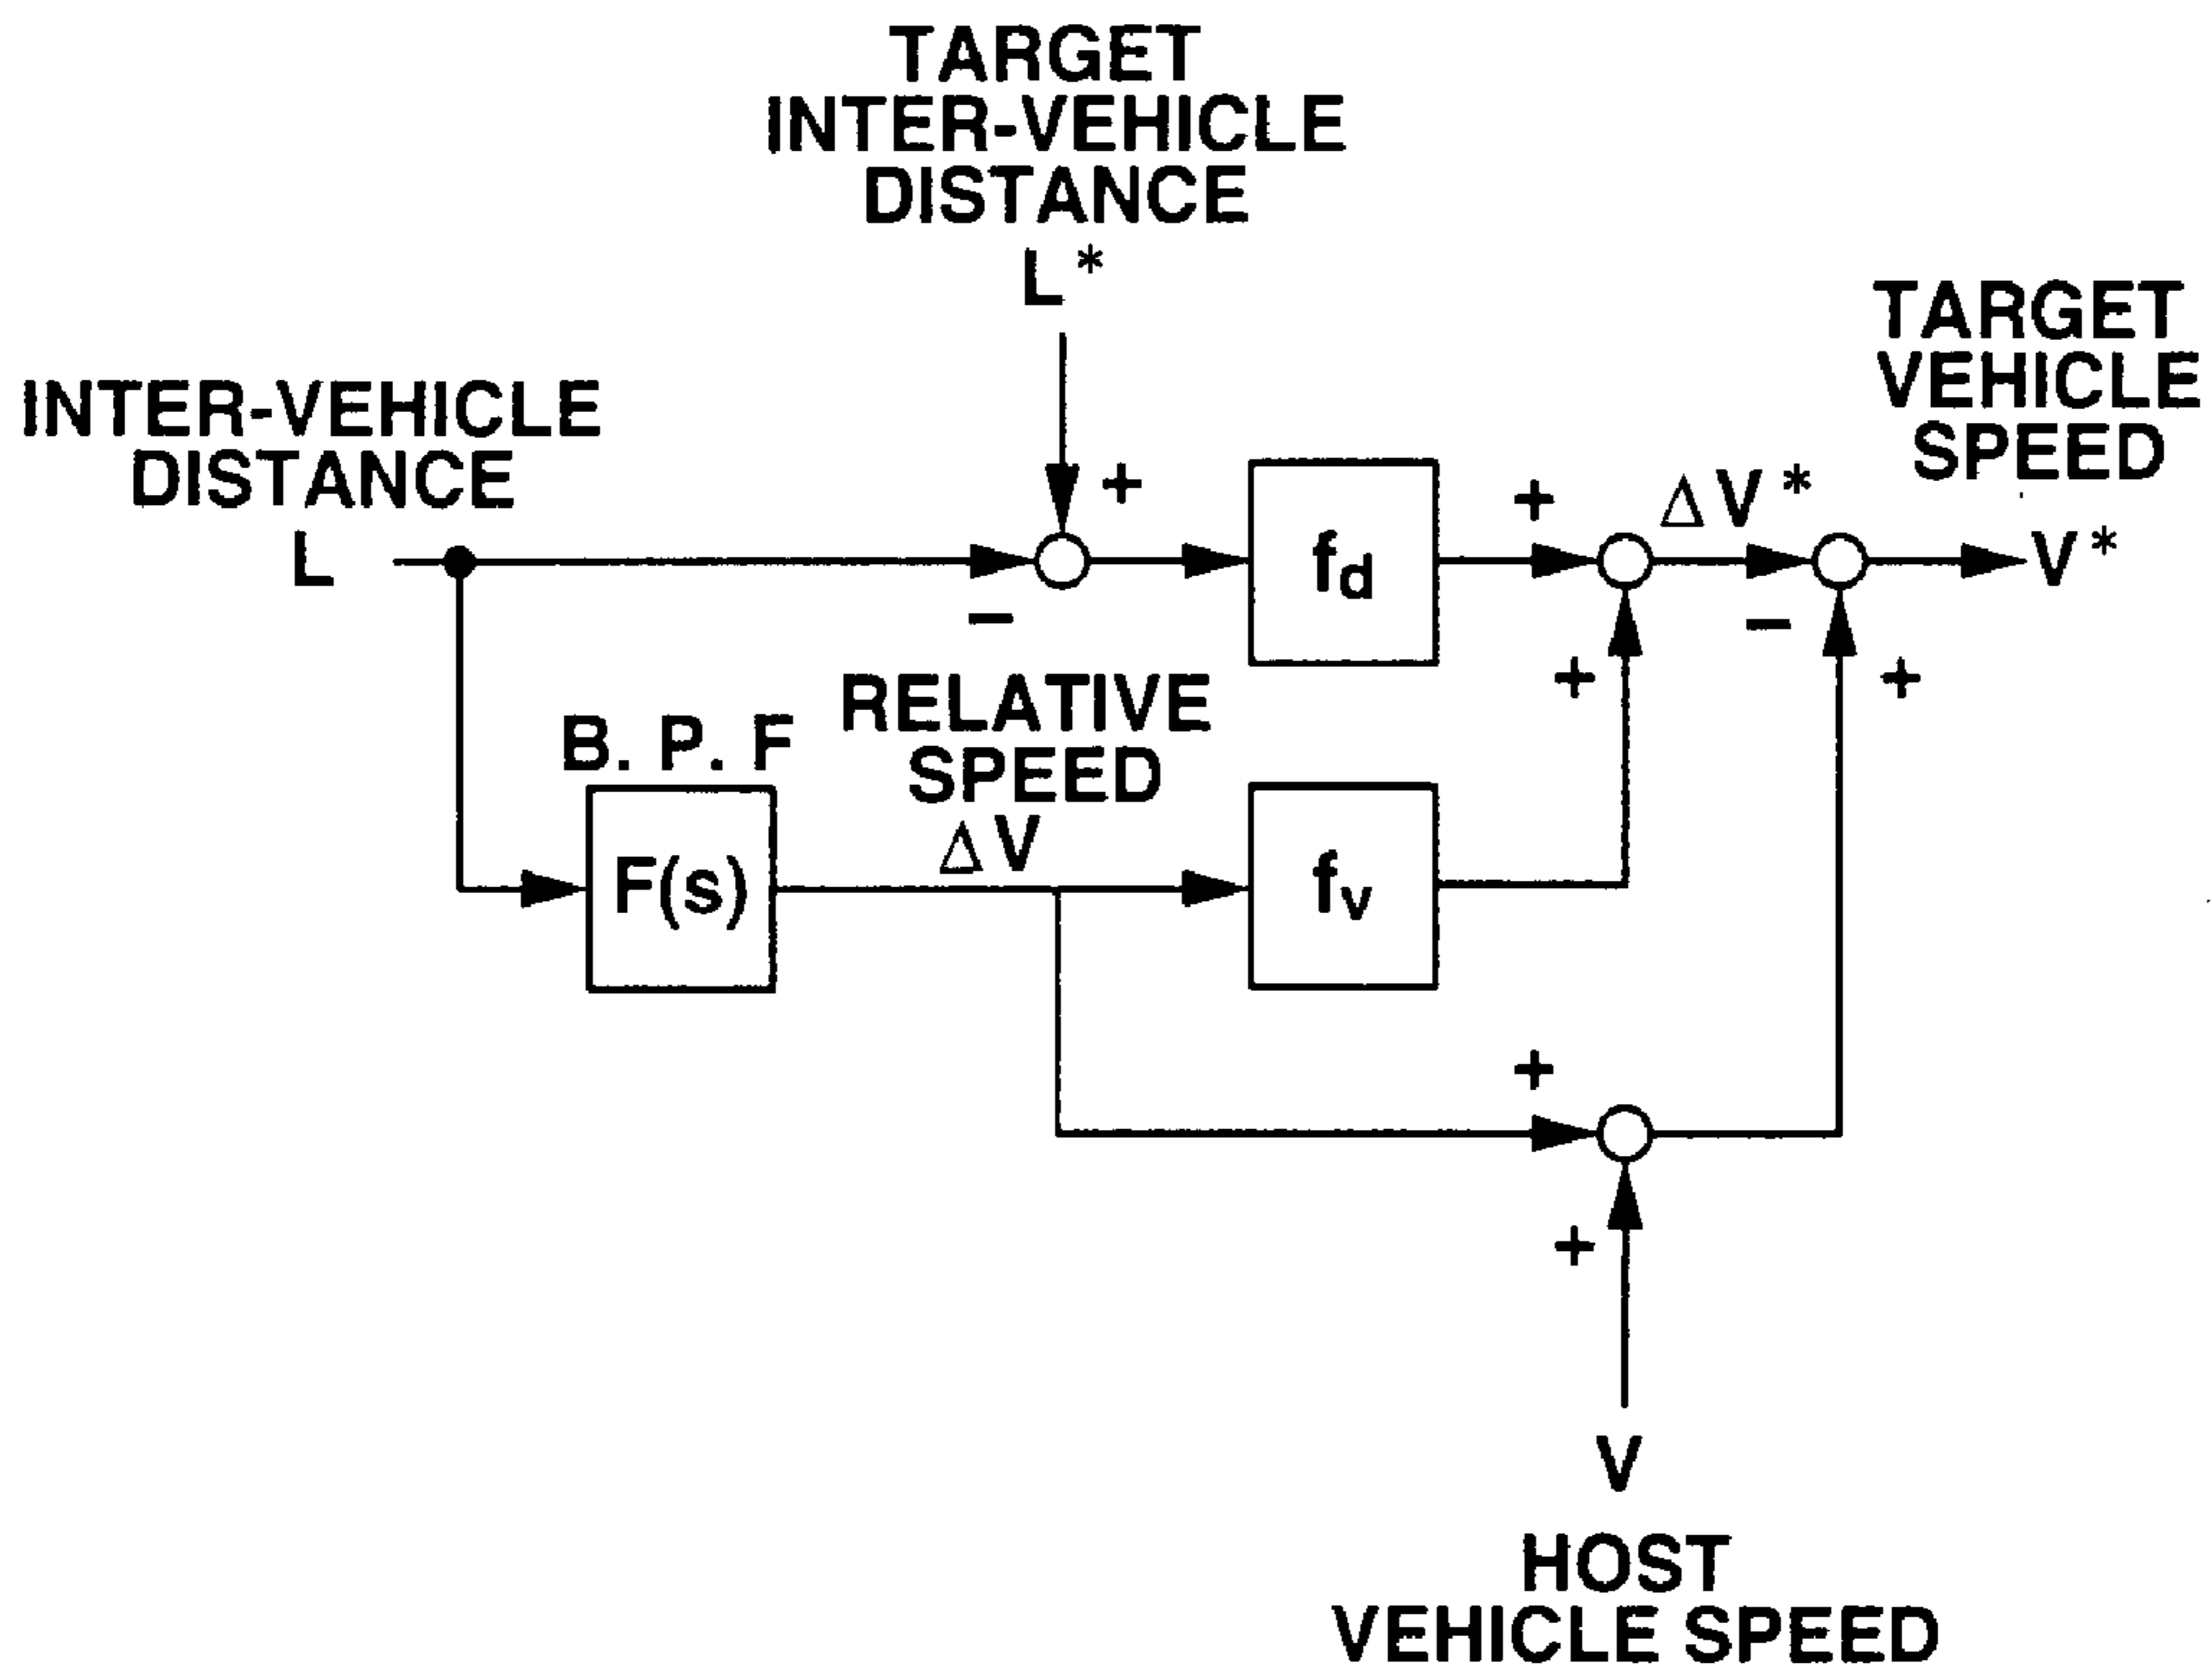 TARGET
INTER-VEHICLE
DISTANCE
L*
TARGET
VEHICLE
SPEED
INTER-VEHICLE
DISTANCE
L
+
−
fd
+
+
ΔV*
−
+
V*
B. P. F
F(s)
RELATIVE
SPEED
ΔV
fv
+
+
V
HOST
VEHICLE SPEED